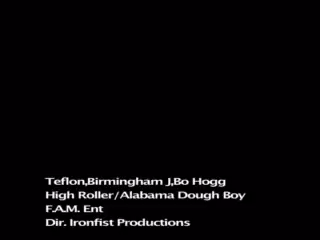 Teflon,Birmingham J,Bo Hogg
High Roller/Alabama Dough Boy
F.A.M. Ent
Dir. Ironfist Productions